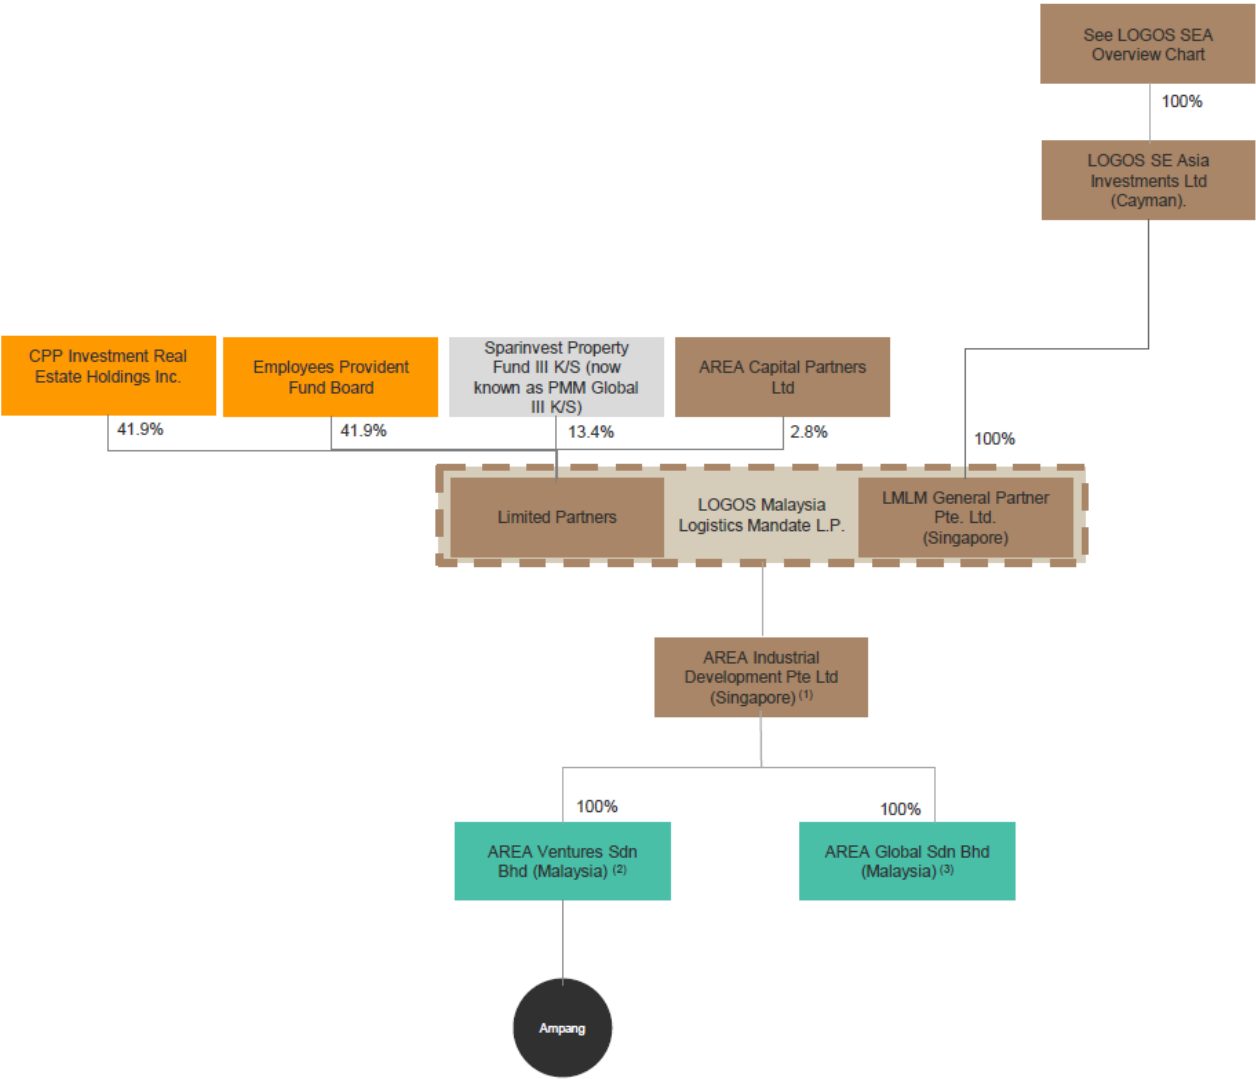 See LOGOS SEA
Overview Chart
100%
LOGOS SE Asia
Investments Ltd
(Cayman).
CPP Investment Real
Estate Holdings Inc.
Employees Provident
Fund Board
Sparinvest Property
Fund III K/S (now
known as PMM Global
III K/S)
AREA Capital Partners
Ltd
41.9%
41.9%
13.4%
2.8%
100%
Limited Partners
LOGOS Malaysia
Logistics Mandate L.P.
LMLM General Partner
Pte. Ltd.
(Singapore)
AREA Industrial
Development Pte Ltd
(Singapore) (1)
100%
100%
AREA Ventures Sdn
Bhd (Malaysia) (2)
AREA Global Sdn Bhd
(Malaysia) (3)
Ampang